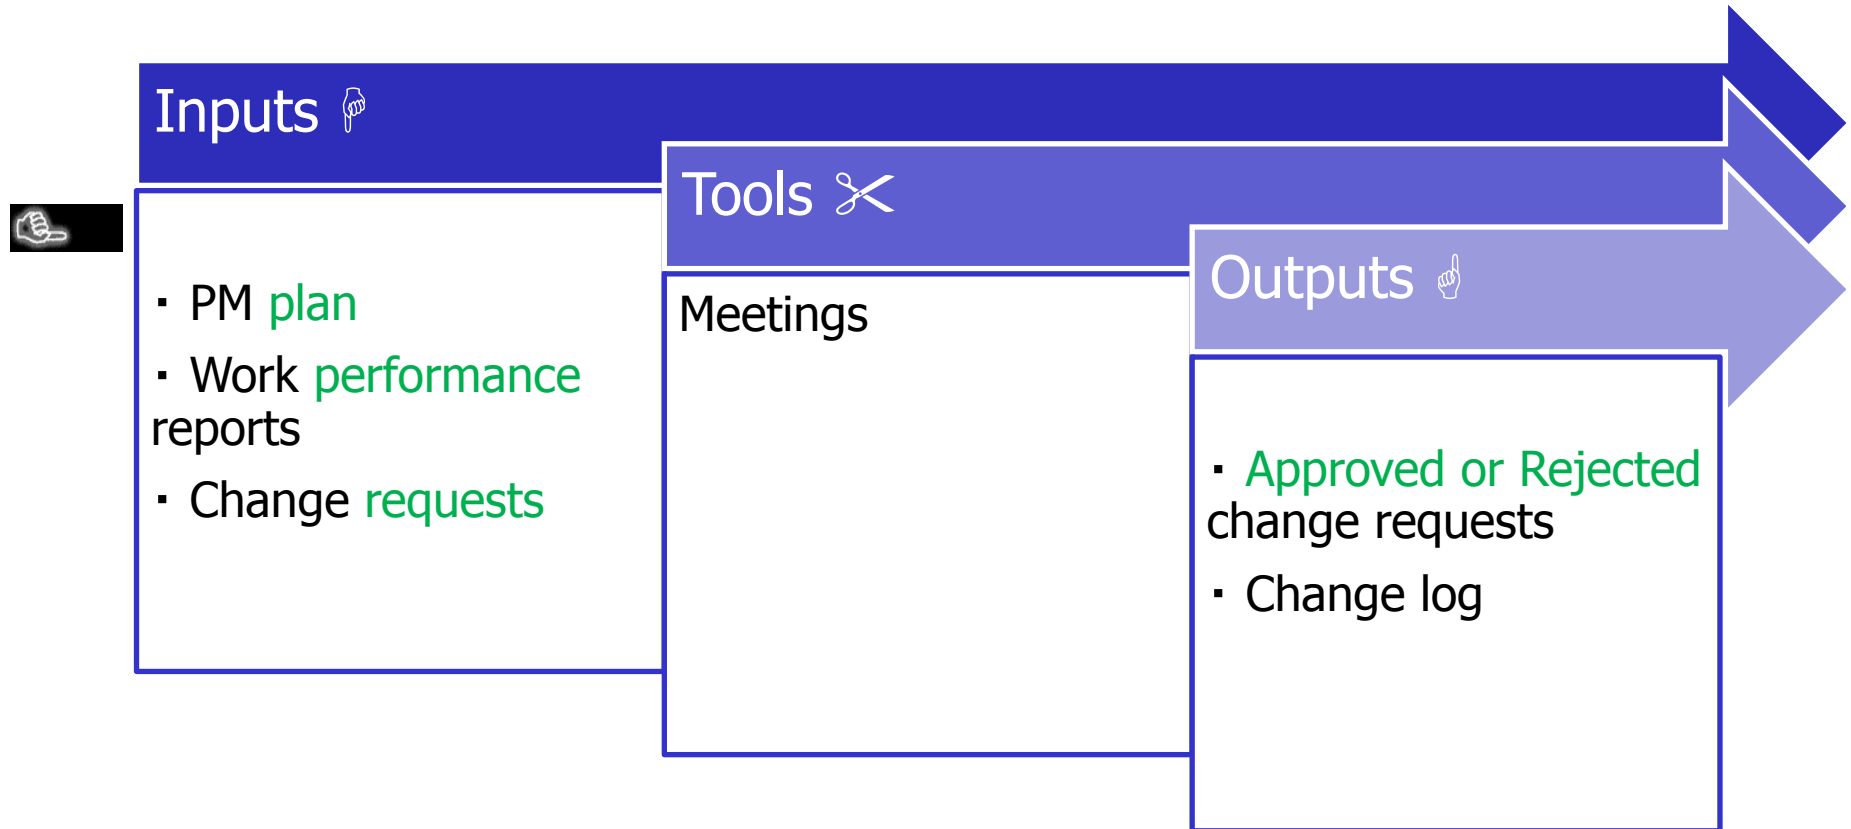 Inputs ☟
▪ PM plan
▪ Work performance
reports
▪ Change requests
Tools ✂
Meetings
Outputs ☝
▪ Approved or Rejected
change requests
▪ Change log